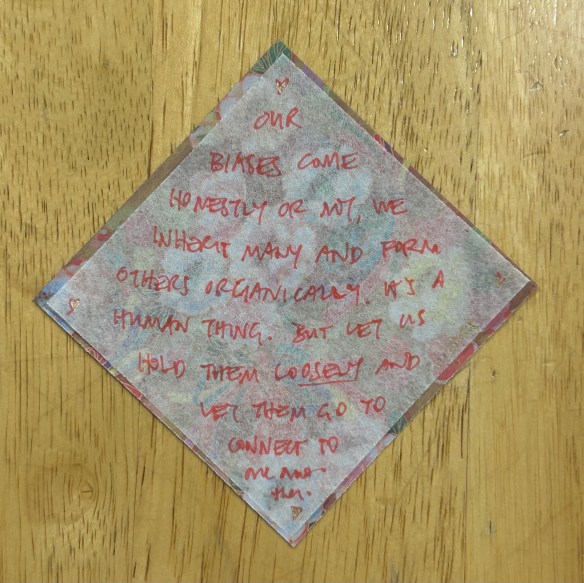 OUR
BIASES COME
HONESTLY OR NOT, WE
INHERIT MANY AND FORM
OTHERS ORGANICALLY. IT'S A
HUMAN THING. BUT LET US
HOLD THEM LOOSELY AND
LET THEM GO TO
CONNECT TO
one ano-
ther.